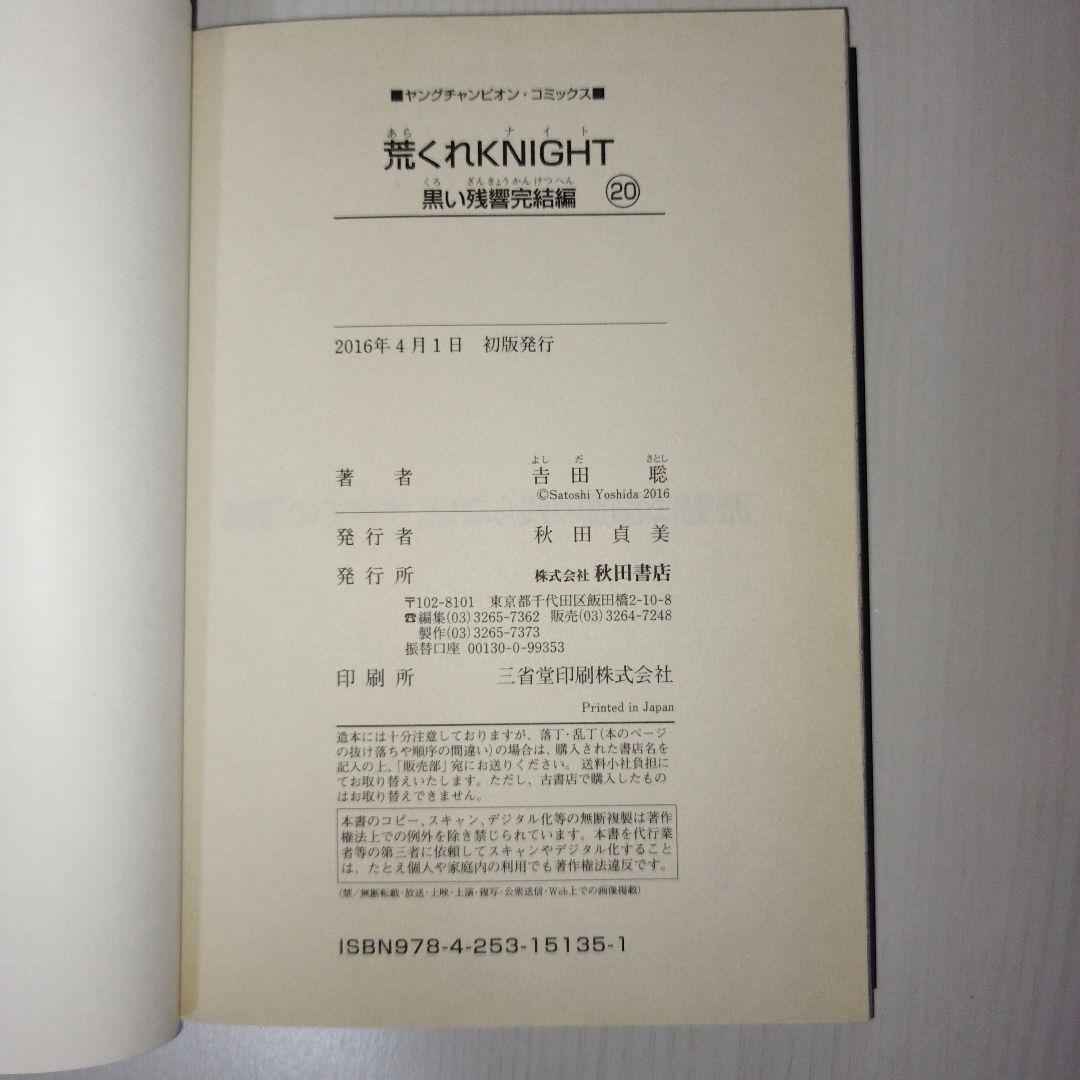 ■ヤングチャンピオン・コミックス■
あら ナイト
荒くれKNIGHT
くろ ざんきょうかんけつへん
黒い残響完結編 ⑳
2016年4月1日 初版発行
よし だ さとし
著者 𠮷田 聡
©Satoshi Yoshida 2016
発行者 秋田貞美
発行所 株式会社 秋田書店
〒102-8101 東京都千代田区飯田橋2-10-8
☎編集(03)3265-7362 販売(03)3264-7248
製作(03)3265-7373
振替口座 00130-0-99353
印刷所 三省堂印刷株式会社
Printed in Japan
造本には十分注意しておりますが、落丁・乱丁(本のページ
の抜け落ちや順序の間違い)の場合は、購入された書店名を
記入の上、「販売部」宛にお送りください。送料小社負担に
てお取り替えいたします。ただし、古書店で購入したもの
はお取り替えできません。
本書のコピー、スキャン、デジタル化等の無断複製は著作
権法上での例外を除き禁じられています。本書を代行業
者等の第三者に依頼してスキャンやデジタル化すること
は、たとえ個人や家庭内の利用でも著作権法違反です。
(禁/無断転載・放送・上映・上演・複写・公衆送信・Web上での画像掲載)
ISBN978-4-253-15135-1